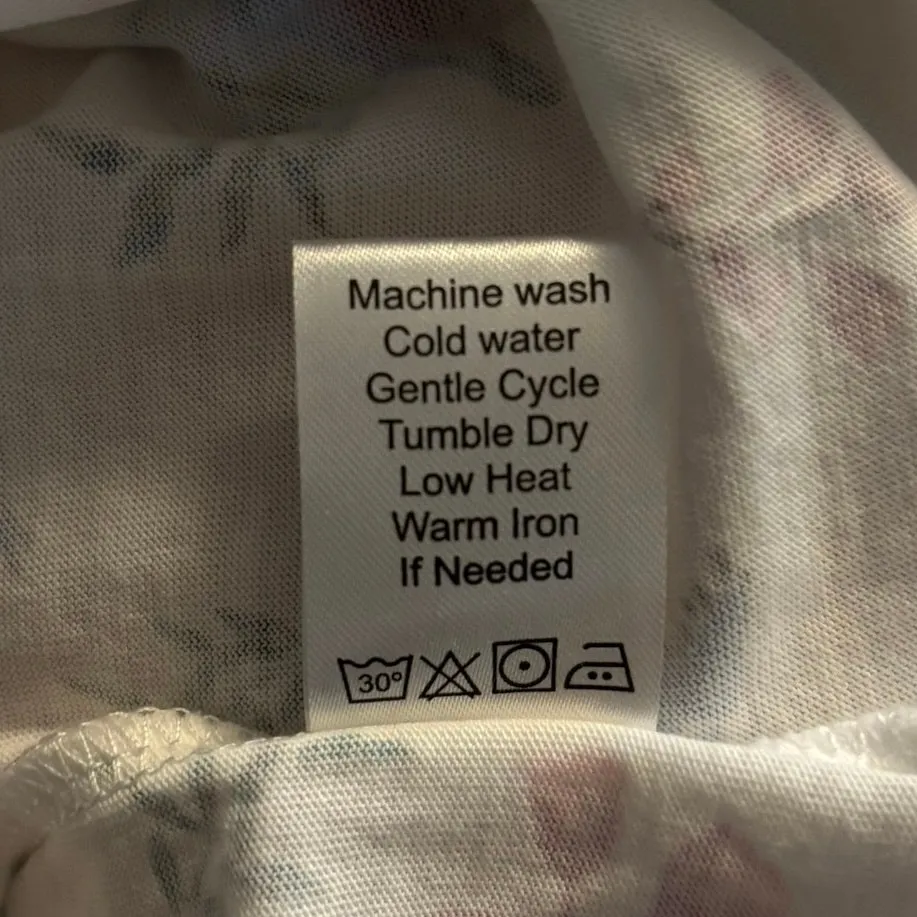 Machine wash
Cold water
Gentle Cycle
Tumble Dry
Low Heat
Warm Iron
If Needed
30°